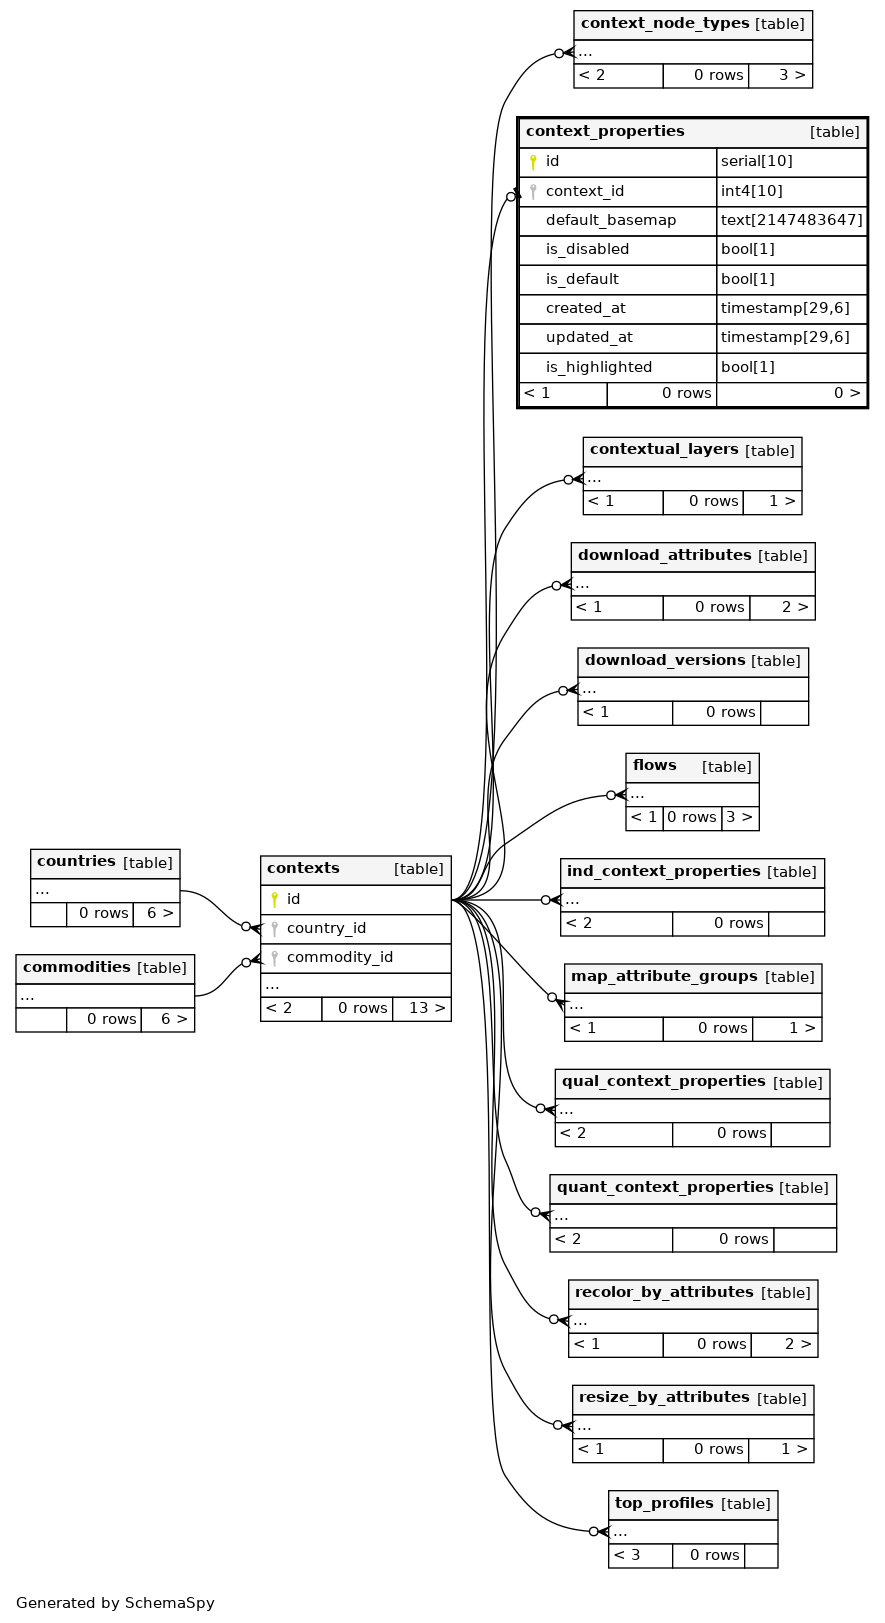 context_node_types [table]
...
< 2 0 rows 3 >
context_properties [table]
id serial[10]
context_id int4[10]
default_basemap text[2147483647]
is_disabled bool[1]
is_default bool[1]
created_at timestamp[29,6]
updated_at timestamp[29,6]
is_highlighted bool[1]
< 1 0 rows 0 >
contextual_layers [table]
...
< 1 0 rows 1 >
download_attributes [table]
...
< 1 0 rows 2 >
download_versions [table]
...
< 1 0 rows
flows [table]
...
< 1 0 rows 3 >
countries [table]
...
0 rows 6 >
commodities [table]
...
0 rows 6 >
contexts [table]
id
country_id
commodity_id
...
< 2 0 rows 13 >
ind_context_properties [table]
...
< 2 0 rows
map_attribute_groups [table]
...
< 1 0 rows 1 >
qual_context_properties [table]
...
< 2 0 rows
quant_context_properties [table]
...
< 2 0 rows
recolor_by_attributes [table]
...
< 1 0 rows 2 >
resize_by_attributes [table]
...
< 1 0 rows 1 >
top_profiles [table]
...
< 3 0 rows
Generated by SchemaSpy